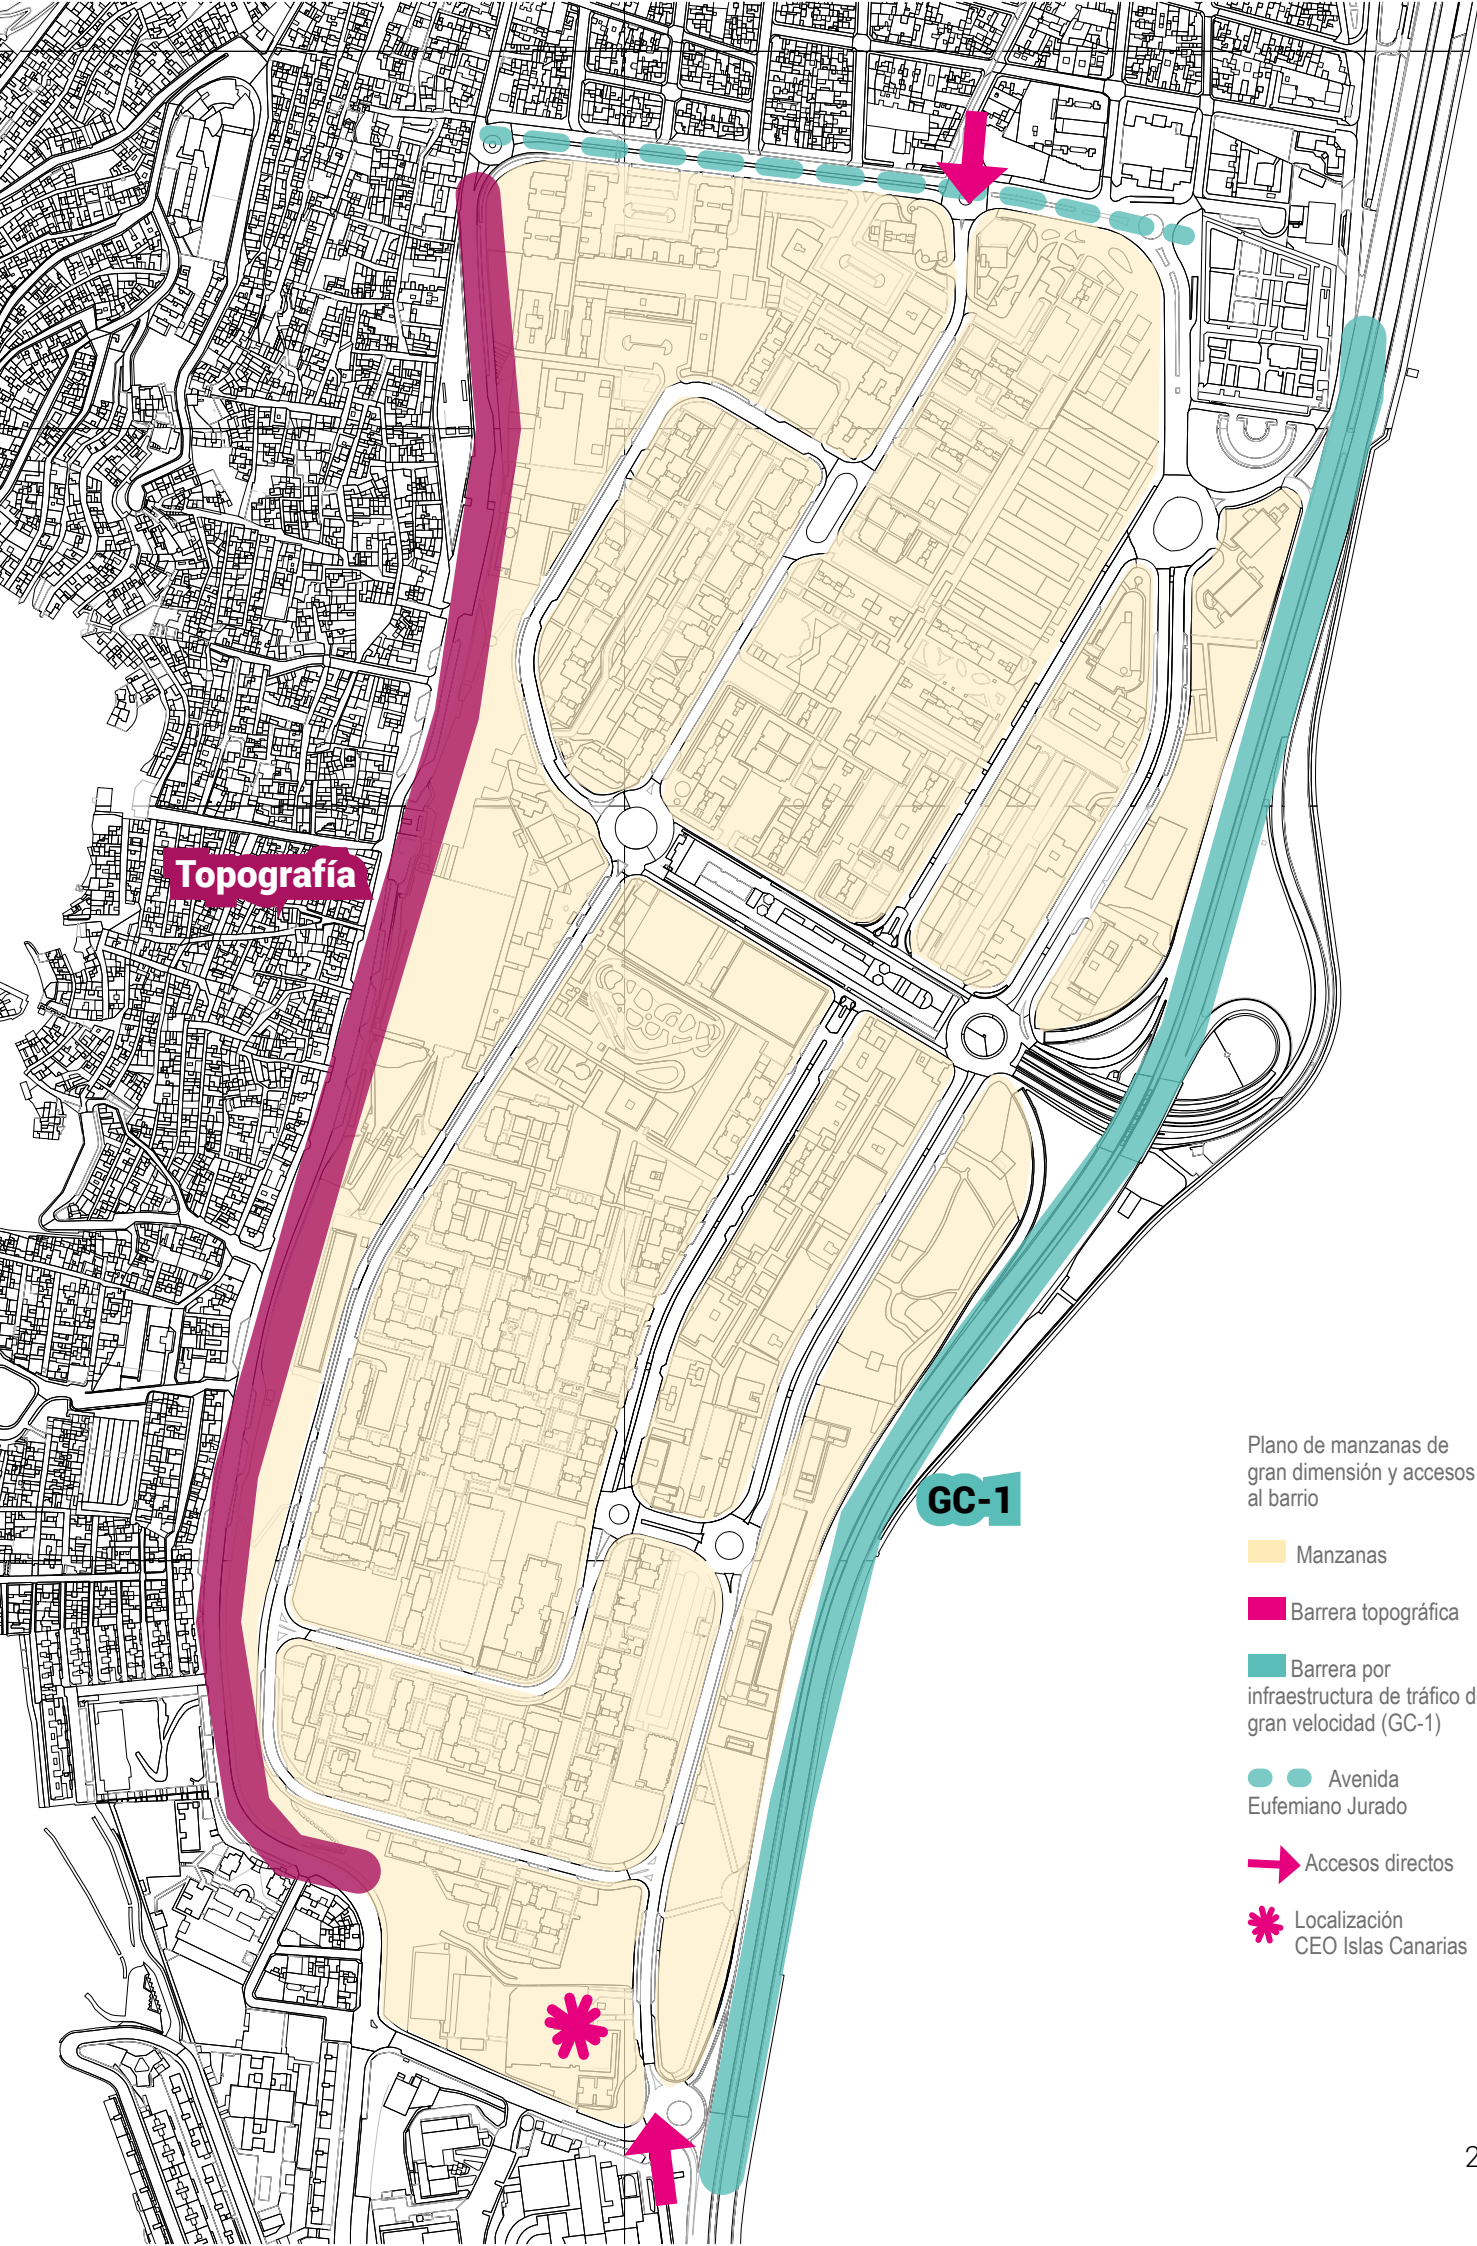 Topografía
GC-1
Plano de manzanas de
gran dimensión y accesos
al barrio
Manzanas
Barrera topográfica
Barrera por
infraestructura de tráfico d
gran velocidad (GC-1)
Avenida
Eufemiano Jurado
Accesos directos
Localización
CEO Islas Canarias
2